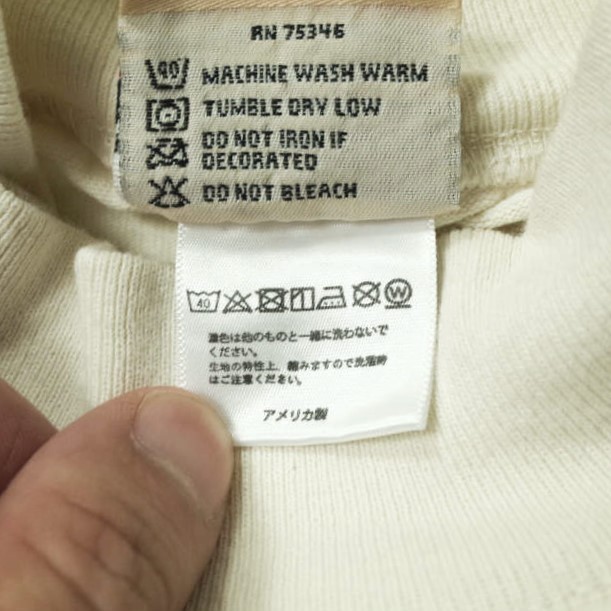 RN 75346
90 MACHINE WASH WARM
TUMBLE DRY LOW
DO NOT IRON IF
DECORATED
DO NOT BLEACH
40 W
濃色は他のものと一緒に洗わないで
ください。
生地の特性上、縮みますので洗濯時
はご注意ください。
アメリカ製